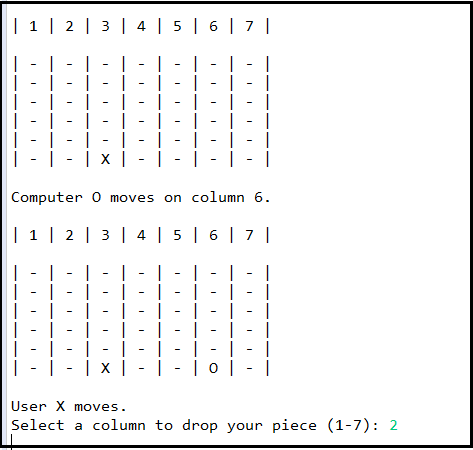 | 1 | 2 | 3 | 4 | 5 | 6 | 7 |
| - | - | - | - | - | - | - |
| - | - | - | - | - | - | - |
| - | - | - | - | - | - | - |
| - | - | - | - | - | - | - |
| - | - | - | - | - | - | - |
| - | - | X | - | - | - | - |
Computer O moves on column 6.
| 1 | 2 | 3 | 4 | 5 | 6 | 7 |
| - | - | - | - | - | - | - |
| - | - | - | - | - | - | - |
| - | - | - | - | - | - | - |
| - | - | - | - | - | - | - |
| - | - | - | - | - | - | - |
| - | - | X | - | - | O | - |
User X moves.
Select a column to drop your piece (1-7): 2